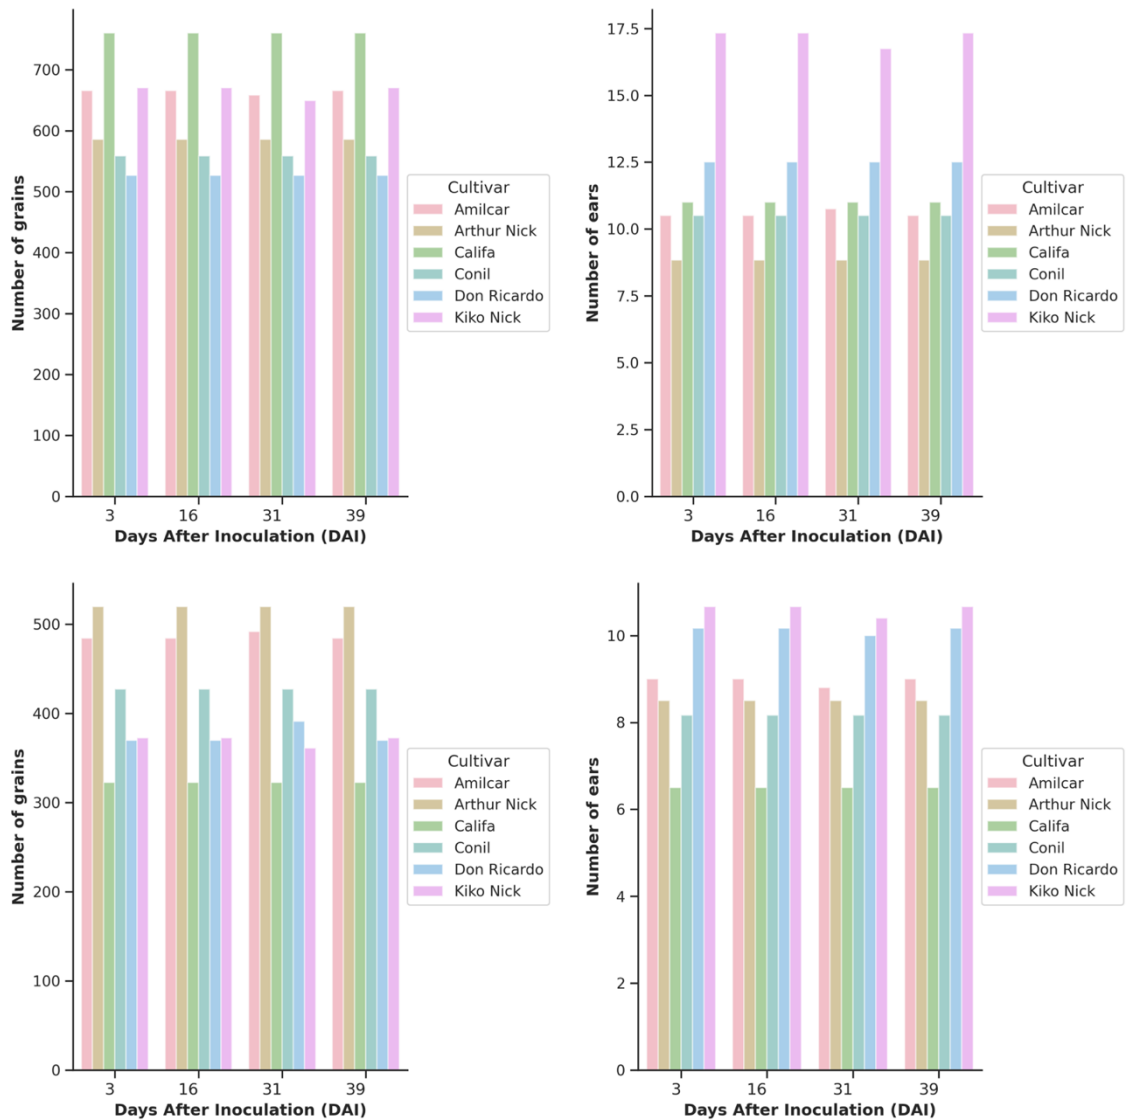 Number of grains
700
600
500
400
300
200
100
0
3 16 31 39
Days After Inoculation (DAI)
Cultivar
Amilcar
Arthur Nick
Califa
Conil
Don Ricardo
Kiko Nick
Number of ears
17.5
15.0
12.5
10.0
7.5
5.0
2.5
0.0
3 16 31 39
Days After Inoculation (DAI)
Cultivar
Amilcar
Arthur Nick
Califa
Conil
Don Ricardo
Kiko Nick
Number of grains
500
400
300
200
100
0
3 16 31 39
Days After Inoculation (DAI)
Cultivar
Amilcar
Arthur Nick
Califa
Conil
Don Ricardo
Kiko Nick
Number of ears
10
8
6
4
2
0
3 16 31 39
Days After Inoculation (DAI)
Cultivar
Amilcar
Arthur Nick
Califa
Conil
Don Ricardo
Kiko Nick